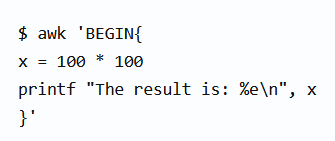 $ awk 'BEGIN{
x = 100 * 100
printf "The result is: %e\n", x
}'